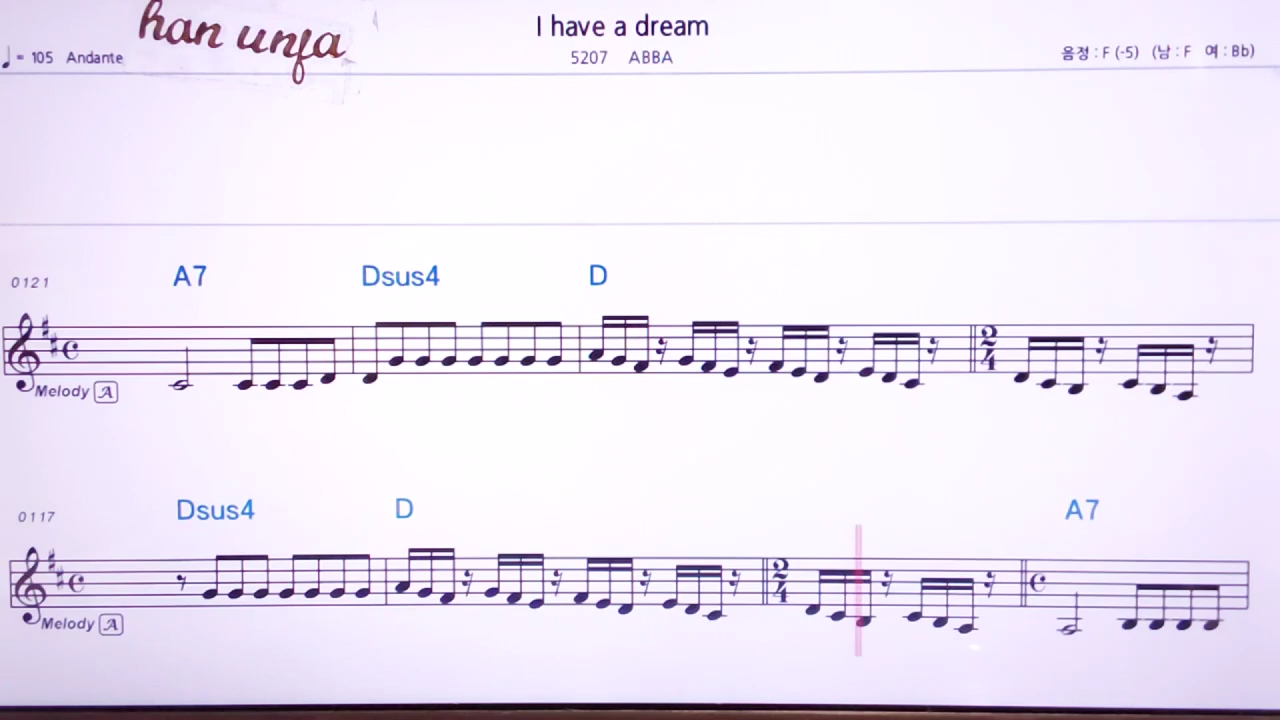 han unfa
I have a dream
♩= 105 Andante
5207 ABBA
음정 : F (-5) (남 : F 여 : Bb)
A7 Dsus4 D
0121
2
4
Melody A
Dsus4 D A7
0117
2
4
Melody A